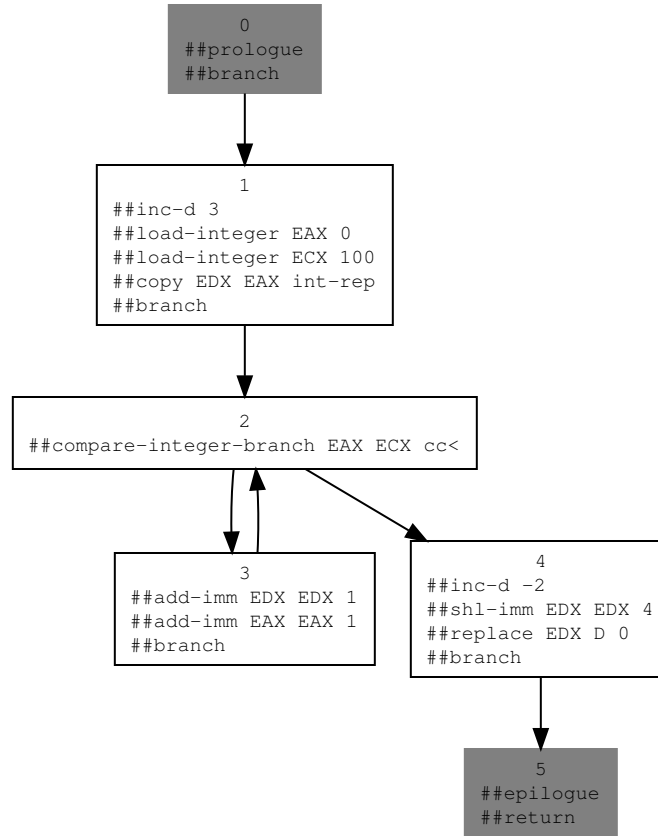 0
##prologue
##branch
1
##inc-d 3
##load-integer EAX 0
##load-integer ECX 100
##copy EDX EAX int-rep
##branch
2
##compare-integer-branch EAX ECX cc<
3
##add-imm EDX EDX 1
##add-imm EAX EAX 1
##branch
4
##inc-d -2
##shl-imm EDX EDX 4
##replace EDX D 0
##branch
5
##epilogue
##return